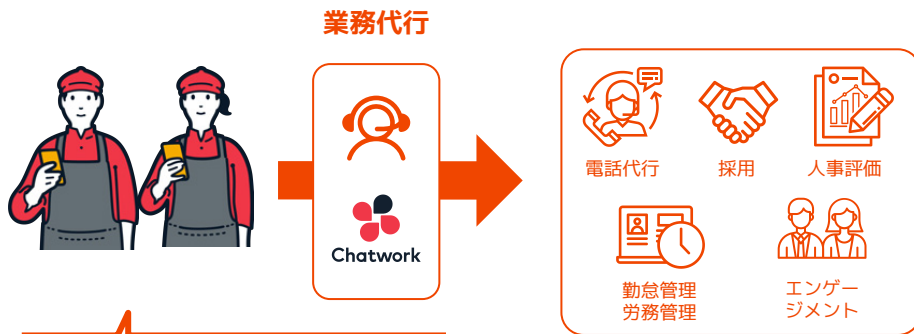 業務代行
Chatwork
電話代行
採用
人事評価
勤怠管理
労務管理
エンゲー
ジメント